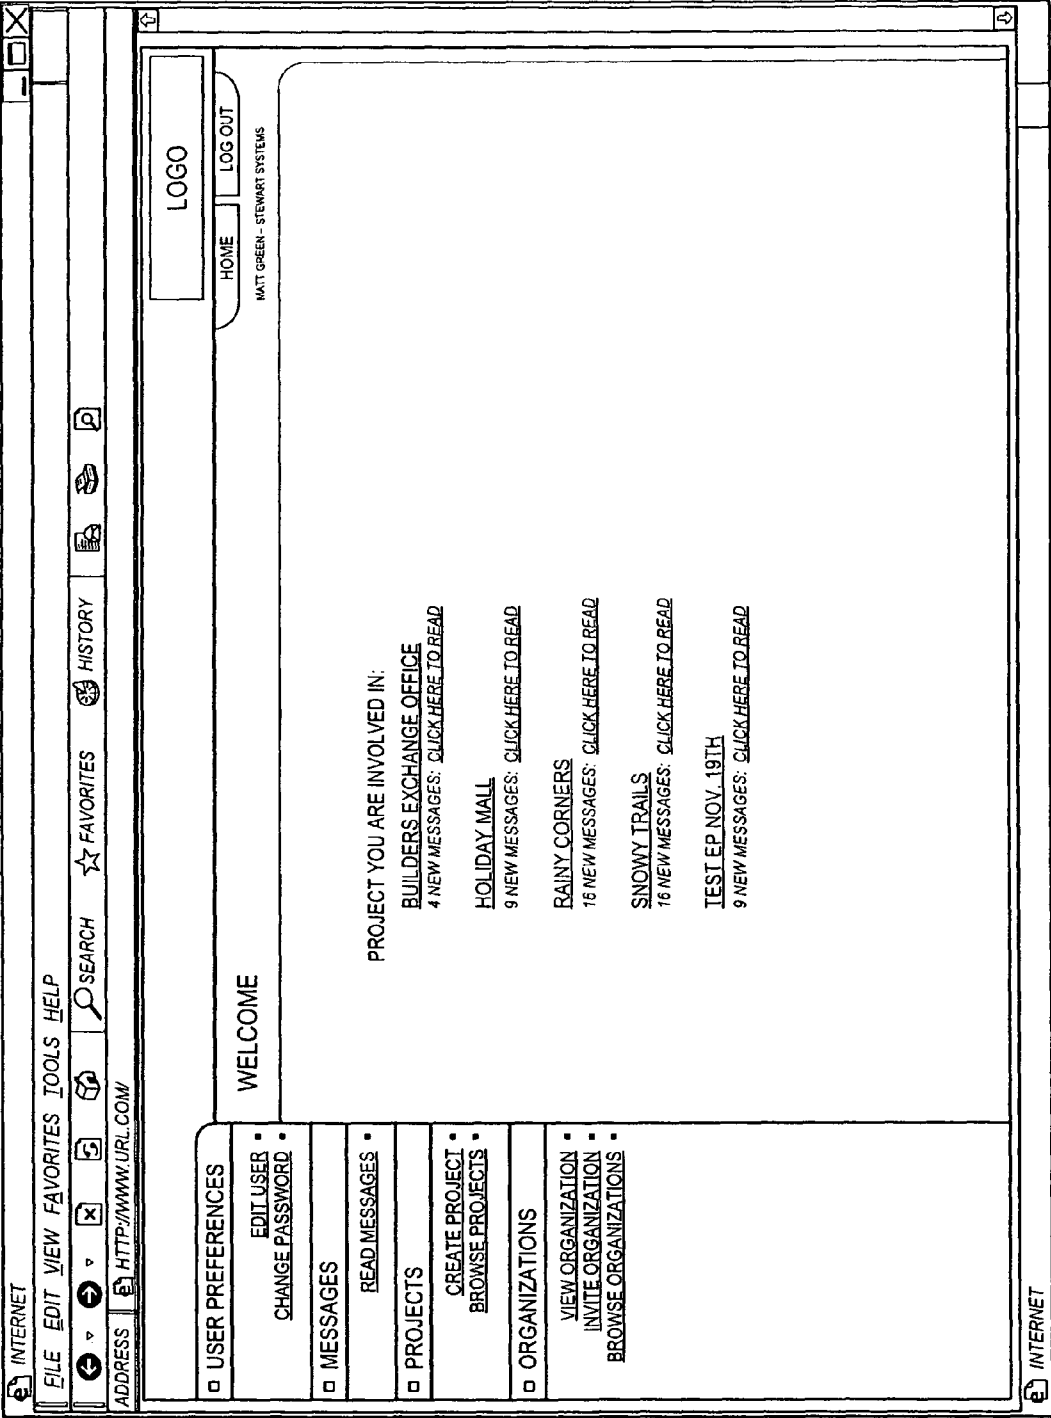 INTERNET
FILE EDIT VIEW FAVORITES TOOLS HELP
SEARCH FAVORITES HISTORY
ADDRESS HTTP://WWW.URL.COM/
LOGO
HOME LOG OUT
MATT GREEN – STEWART SYSTEMS
WELCOME
USER PREFERENCES
EDIT USER
CHANGE PASSWORD
MESSAGES
READ MESSAGES
PROJECTS
CREATE PROJECT
BROWSE PROJECTS
ORGANIZATIONS
VIEW ORGANIZATION
INVITE ORGANIZATION
BROWSE ORGANIZATIONS
PROJECT YOU ARE INVOLVED IN:
BUILDERS EXCHANGE OFFICE
4 NEW MESSAGES: CLICK HERE TO READ
HOLIDAY MALL
9 NEW MESSAGES: CLICK HERE TO READ
RAINY CORNERS
16 NEW MESSAGES: CLICK HERE TO READ
SNOWY TRAILS
16 NEW MESSAGES: CLICK HERE TO READ
TEST EP NOV. 19TH
9 NEW MESSAGES: CLICK HERE TO READ
INTERNET